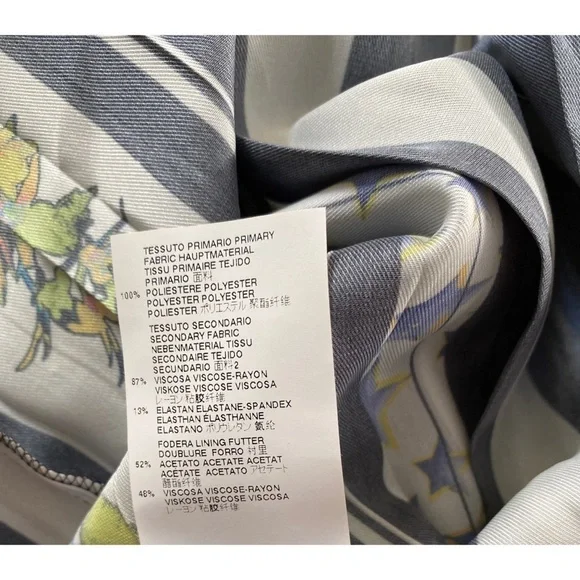 TESSUTO PRIMARIO PRIMARY
FABRIC HAUPTMATERIAL
TISSU PRIMAIRE TEJIDO
PRIMARIO 面料
100% POLIESTERE POLYESTER
POLYESTER POLYESTER
POLIESTER ポリエステル 聚酯纤维
TESSUTO SECONDARIO
SECONDARY FABRIC
NEBENMATERIAL TISSU
SECONDAIRE TEJIDO
SECUNDARIO 面料2
87% VISCOSA VISCOSE-RAYON
VISKOSE VISCOSE VISCOSA
レーヨン 粘胶纤维
13% ELASTAN ELASTANE-SPANDEX
ELASTHAN ELASTHANNE
ELASTANO ポリウレタン 氨纶
FODERA LINING FUTTER
DOUBLURE FORRO 衬里
52% ACETATO ACETATE ACETAT
ACETATE ACETATO アセテート
醋酯纤维
48% VISCOSA VISCOSE-RAYON
VISKOSE VISCOSE VISCOSA
レーヨン 粘胶纤维